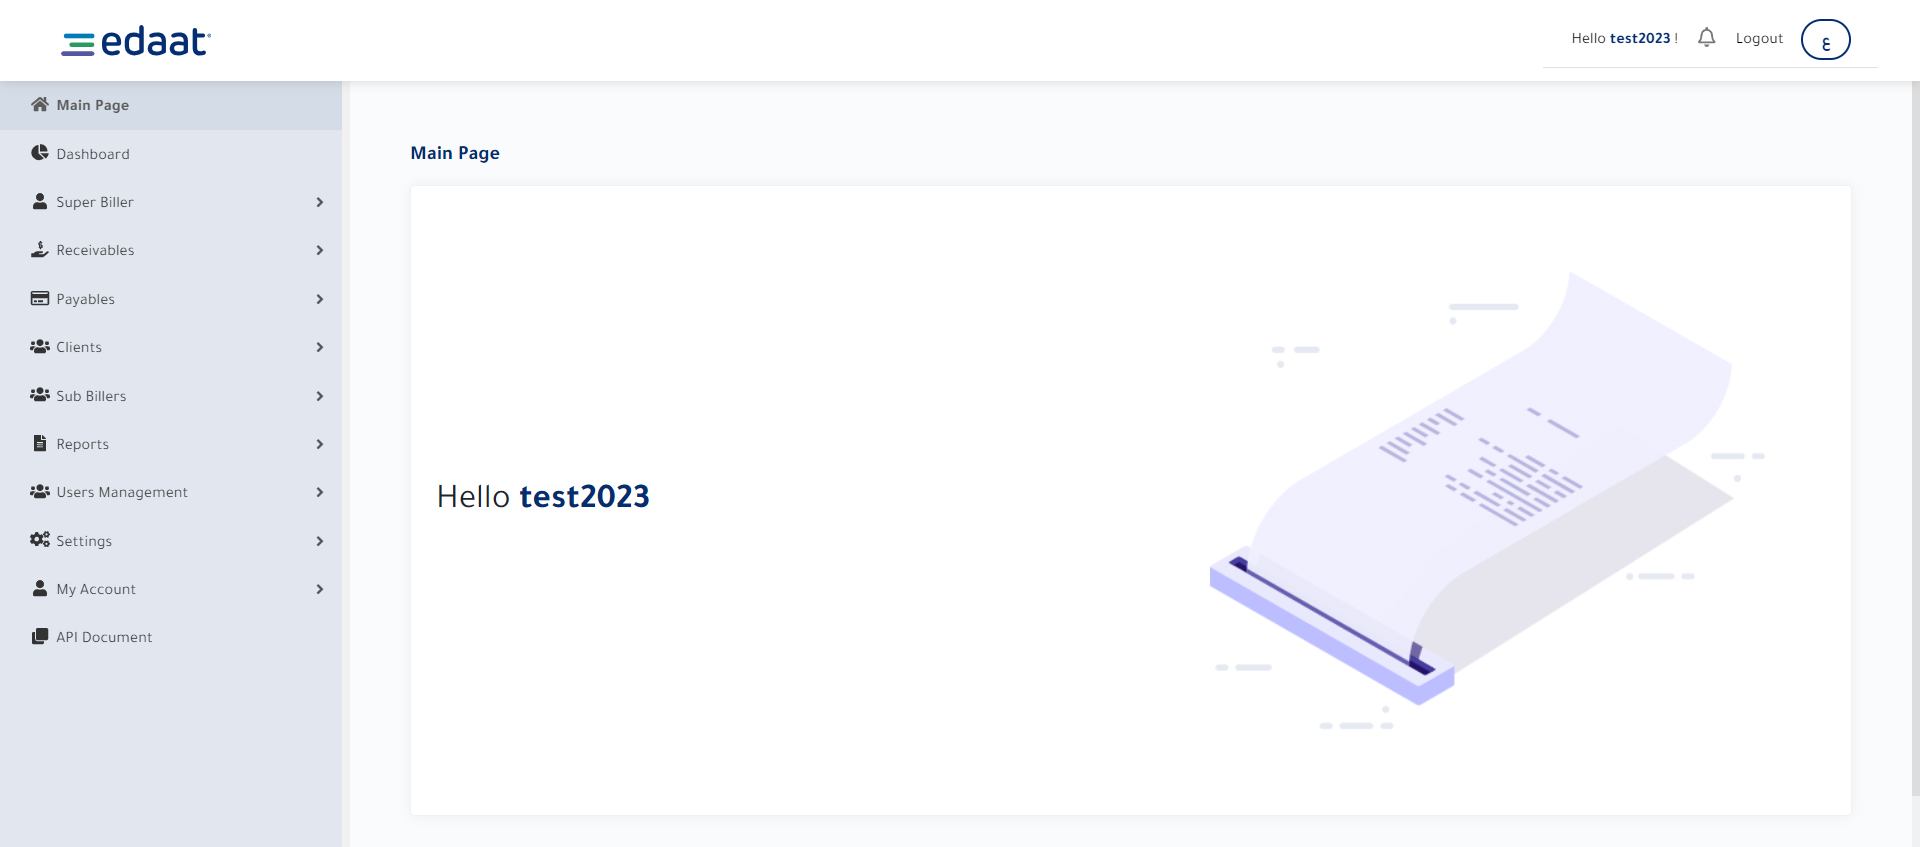 edaat
Hello test2023 !
Logout
ع
Main Page
Dashboard
Super Biller
Receivables
Payables
Clients
Sub Billers
Reports
Users Management
Settings
My Account
API Document
Main Page
Hello test2023